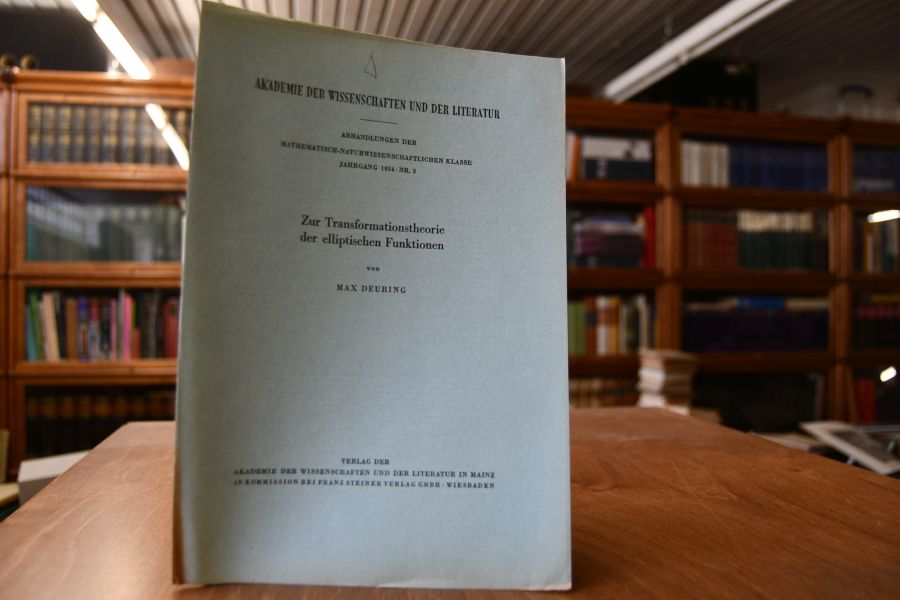 AKADEMIE DER WISSENSCHAFTEN UND DER LITERATUR
ABHANDLUNGEN DER
MATHEMATISCH-NATURWISSENSCHAFTLICHEN KLASSE
JAHRGANG 1954 · NR. 3
Zur Transformationstheorie
der elliptischen Funktionen
von
MAX DEURING
VERLAG DER
AKADEMIE DER WISSENSCHAFTEN UND DER LITERATUR IN MAINZ
IN KOMMISSION BEI FRANZ STEINER VERLAG GMBH · WIESBADEN